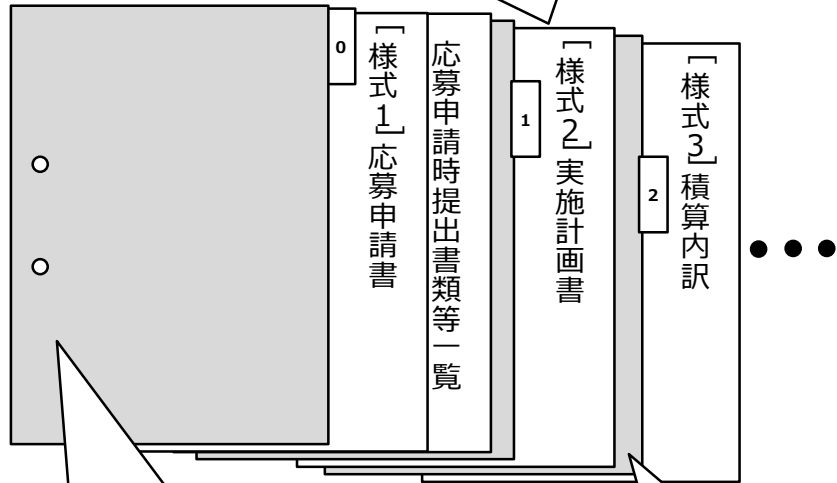 0
［様式1］応募申請書
応募申請時提出書類等一覧
1
［様式2］実施計画書
2
［様式3］積算内訳
●●●